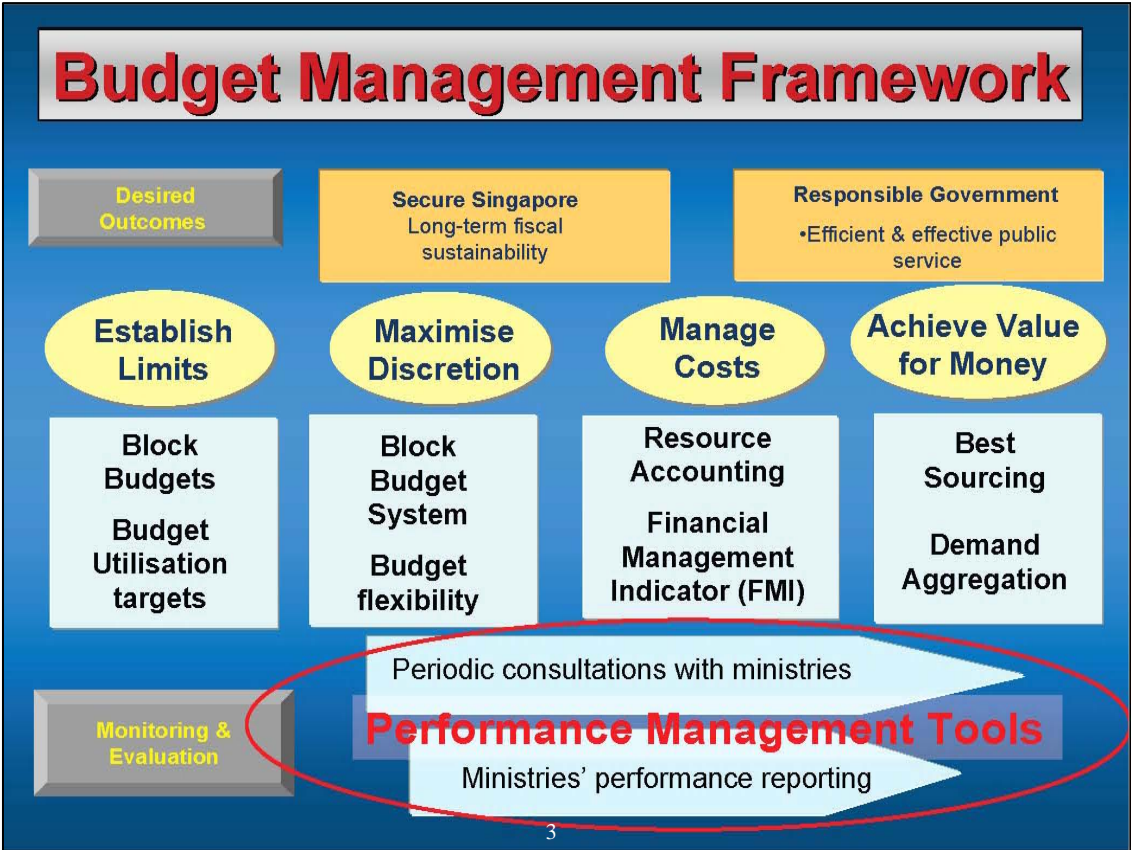 Budget Management Framework
Desired
Outcomes
Secure Singapore
Long-term fiscal
sustainability
Responsible Government
•Efficient & effective public
service
Establish
Limits
Maximise
Discretion
Manage
Costs
Achieve Value
for Money
Block
Budgets
Budget
Utilisation
targets
Block
Budget
System
Budget
flexibility
Resource
Accounting
Financial
Management
Indicator (FMI)
Best
Sourcing
Demand
Aggregation
Monitoring &
Evaluation
Periodic consultations with ministries
Performance Management Tools
Ministries’ performance reporting
3